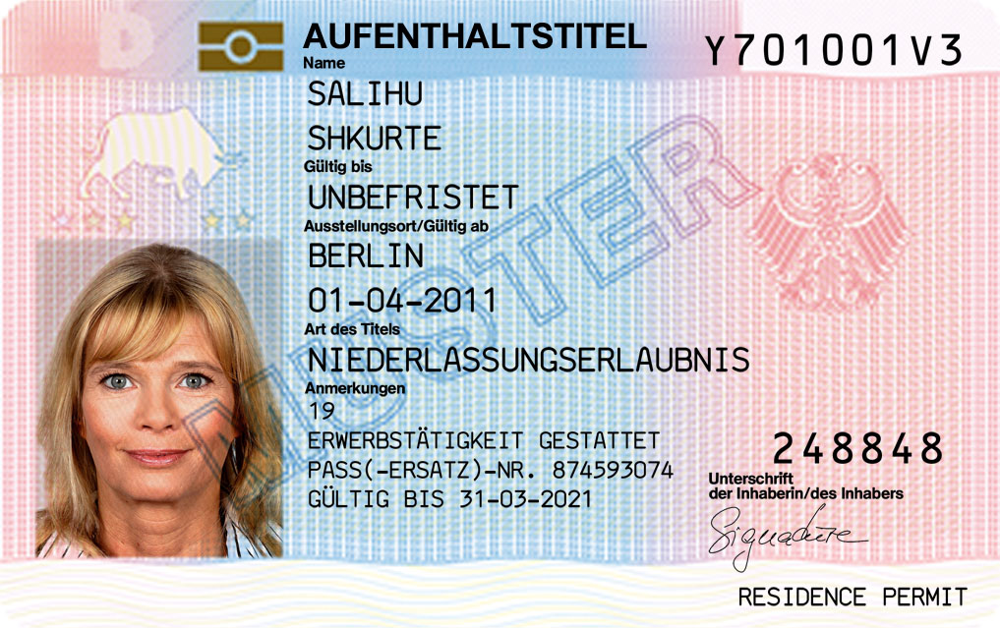 D
AUFENTHALTSTITEL
Y701001V3
Name
SALIHU
SHKURTE
Gültig bis
UNBEFRISTET
Ausstellungsort/Gültig ab
BERLIN
01-04-2011
Art des Titels
NIEDERLASSUNGSERLAUBNIS
Anmerkungen
19
ERWERBSTÄTIGKEIT GESTATTET
PASS(-ERSATZ)-NR. 874593074
GÜLTIG BIS 31-03-2021
MUSTER
248848
Unterschrift
der Inhaberin/des Inhabers
Signature
RESIDENCE PERMIT